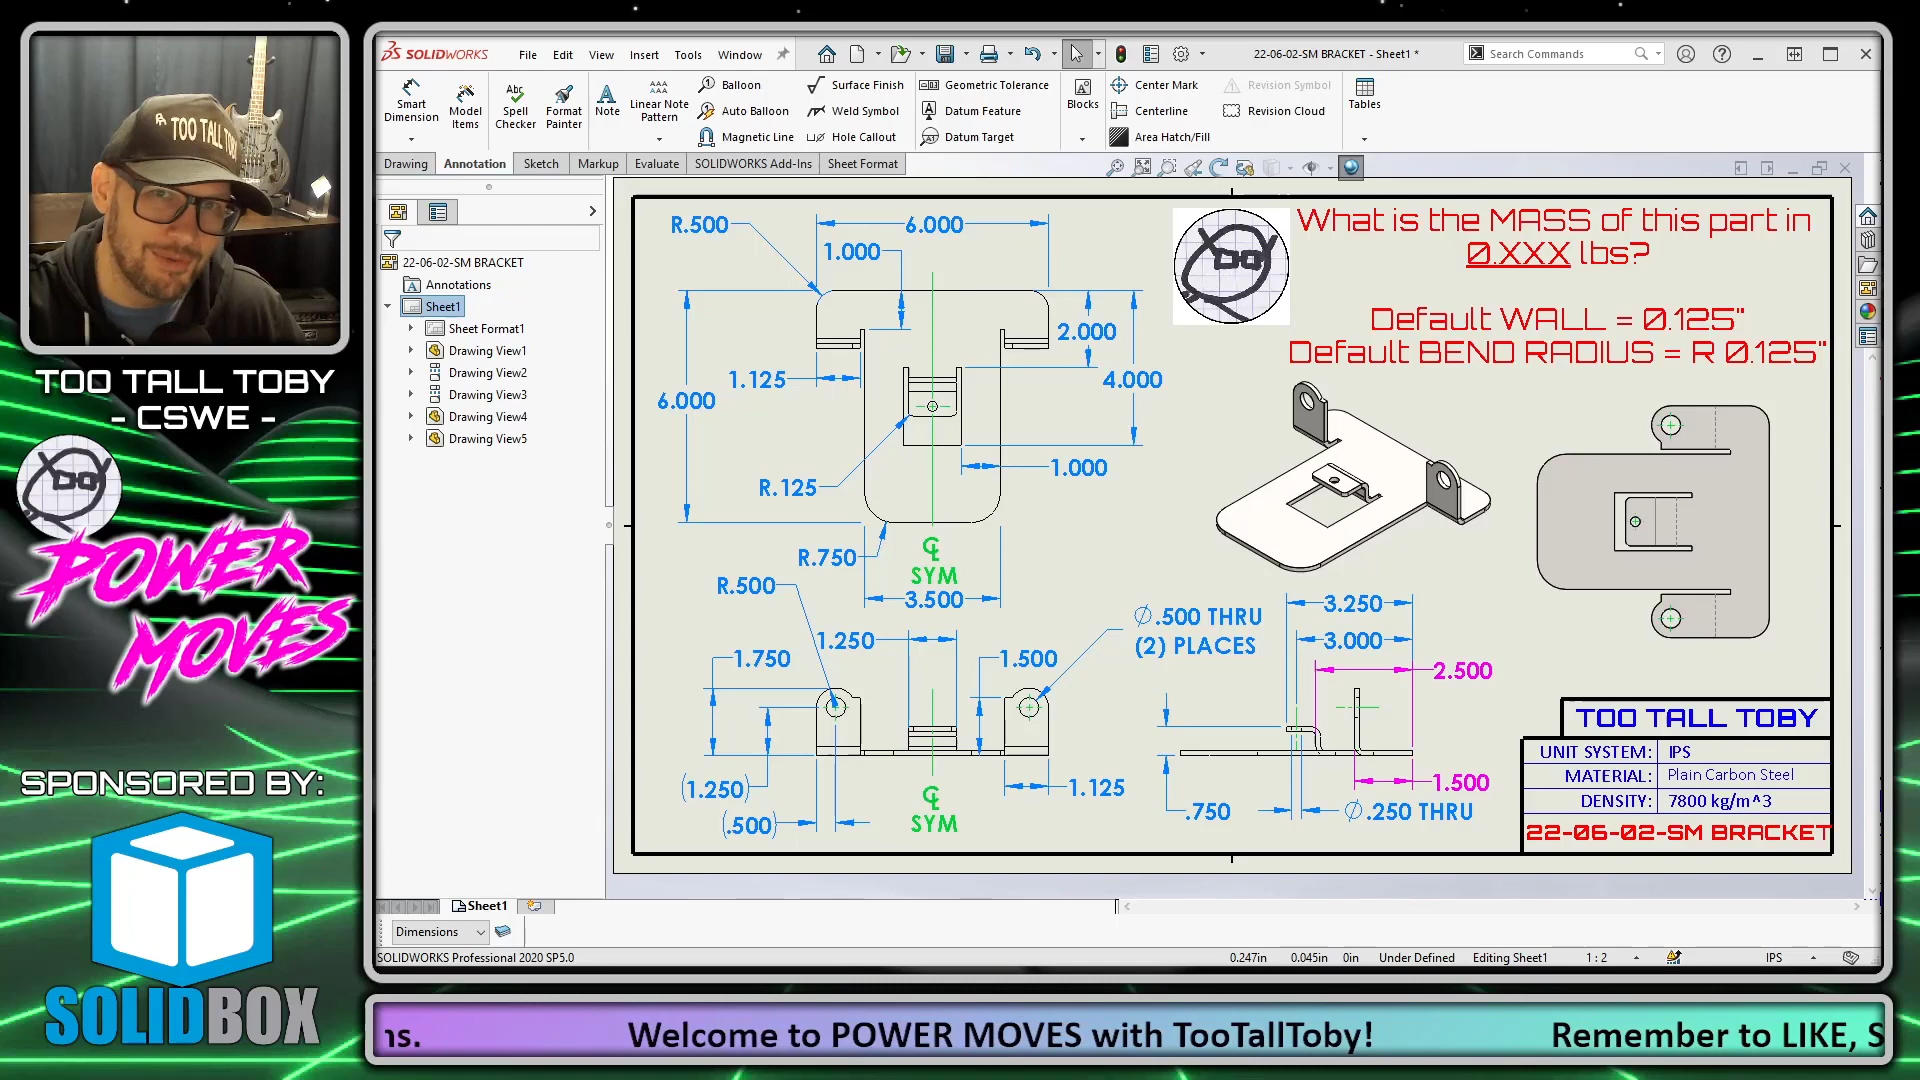 SOLIDWORKS
File Edit View Insert Tools Window
22-06-02-SM BRACKET - Sheet1 *
Search Commands
Smart Dimension
Model Items
Spell Checker
Format Painter
Note
Linear Note Pattern
Balloon
Auto Balloon
Magnetic Line
Surface Finish
Weld Symbol
Hole Callout
Geometric Tolerance
Datum Feature
Datum Target
Blocks
Center Mark
Centerline
Area Hatch/Fill
Revision Symbol
Revision Cloud
Tables
Drawing Annotation Sketch Markup Evaluate SOLIDWORKS Add-Ins Sheet Format
22-06-02-SM BRACKET
Annotations
Sheet1
Sheet Format1
Drawing View1
Drawing View2
Drawing View3
Drawing View4
Drawing View5
TOO TALL TOBY
TOO TALL TOBY
- CSWE -
POWER
MOVES
SPONSORED BY:
SOLIDBOX
What is the MASS of this part in
0.XXX lbs?
Default WALL = 0.125"
Default BEND RADIUS = R 0.125"
R.500
6.000
1.000
2.000
1.125
4.000
6.000
1.000
R.125
R.750
SYM
3.500
R.500
1.250
1.750
1.500
Ø.500 THRU
(2) PLACES
(1.250)
(.500)
SYM
1.125
3.250
3.000
2.500
1.500
.750
Ø.250 THRU
TOO TALL TOBY
UNIT SYSTEM: IPS
MATERIAL: Plain Carbon Steel
DENSITY: 7800 kg/m^3
22-06-02-SM BRACKET
Sheet1
Dimensions
SOLIDWORKS Professional 2020 SP5.0
0.247in 0.045in 0in Under Defined Editing Sheet1 1 : 2 IPS
ns. Welcome to POWER MOVES with TooTallToby! Remember to LIKE, S